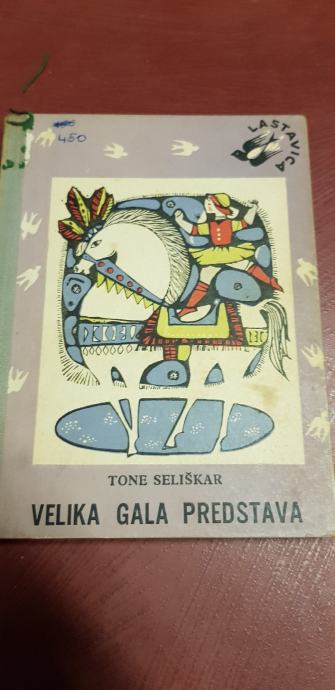 450
LASTAVICA
TONE SELIŠKAR
VELIKA GALA PREDSTAVA